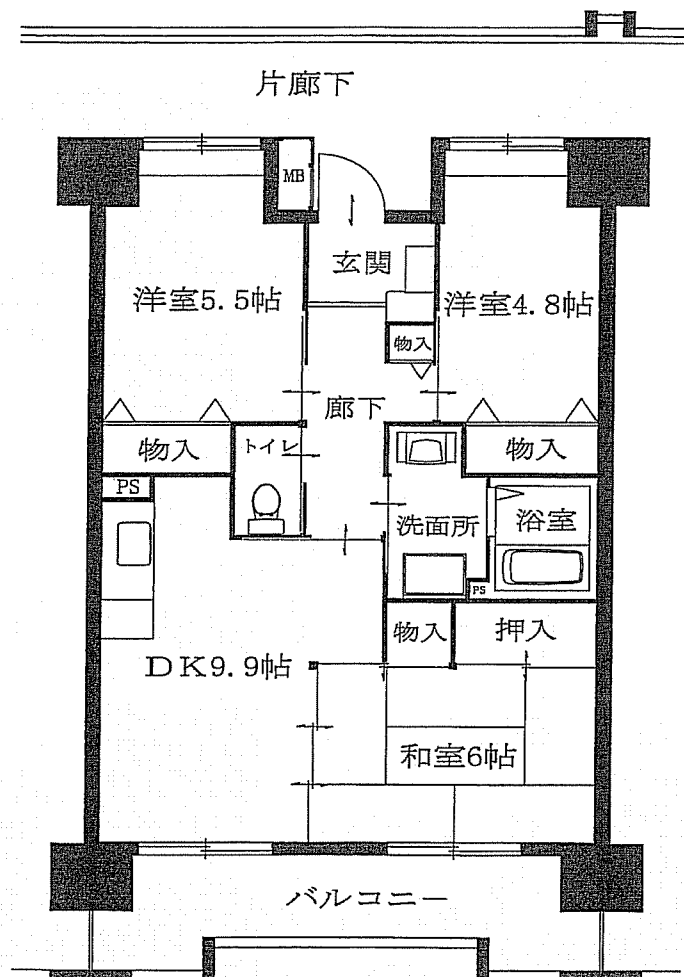 片廊下
MB
玄関
洋室5.5帖
洋室4.8帖
物入
廊下
物入
トイレ
物入
PS
洗面所
浴室
PS
物入
押入
DK9.9帖
和室6帖
バルコニー